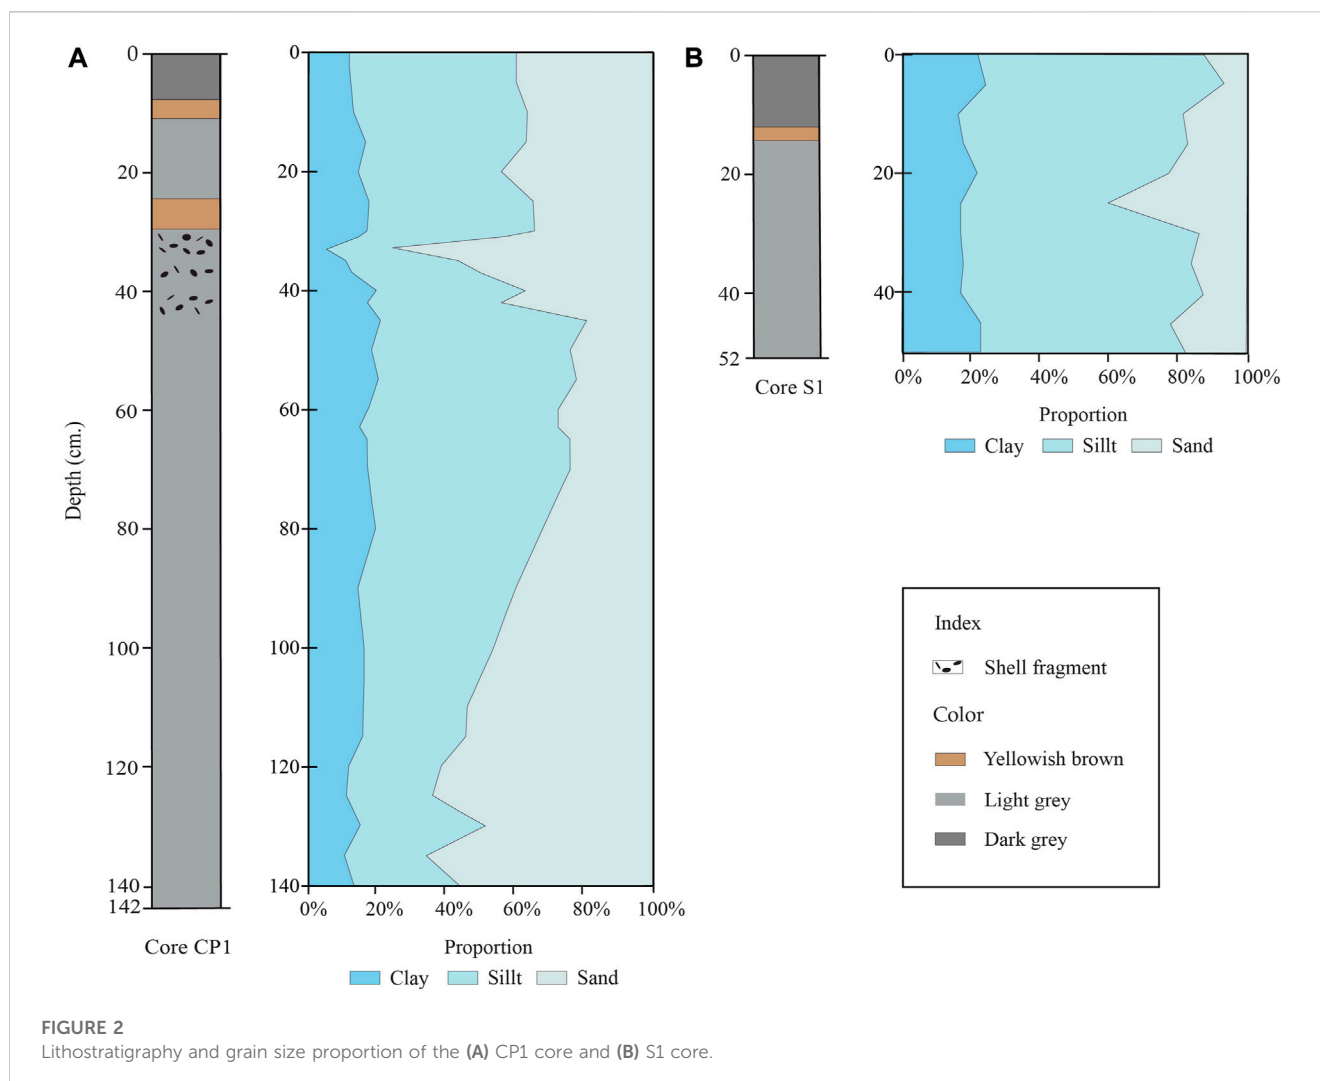 A
0
20
40
60
80
100
120
140
142
Depth (cm.)
Core CP1
0
20
40
60
80
100
120
140
0% 20% 40% 60% 80% 100%
Proportion
Clay Sillt Sand
B
0
20
40
52
Core S1
0
20
40
0% 20% 40% 60% 80% 100%
Proportion
Clay Sillt Sand
Index
Shell fragment
Color
Yellowish brown
Light grey
Dark grey
FIGURE 2
Lithostratigraphy and grain size proportion of the (A) CP1 core and (B) S1 core.